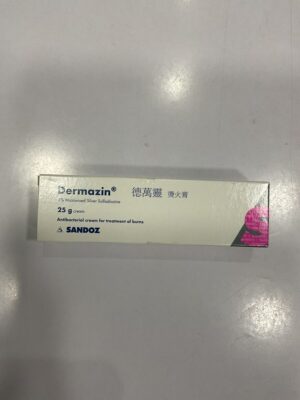 Dermazin® 德萬靈 燙火膏
1% Micronised Silver Sulfadiazine
25 g cream
Antibacterial cream for treatment of burns
SANDOZ